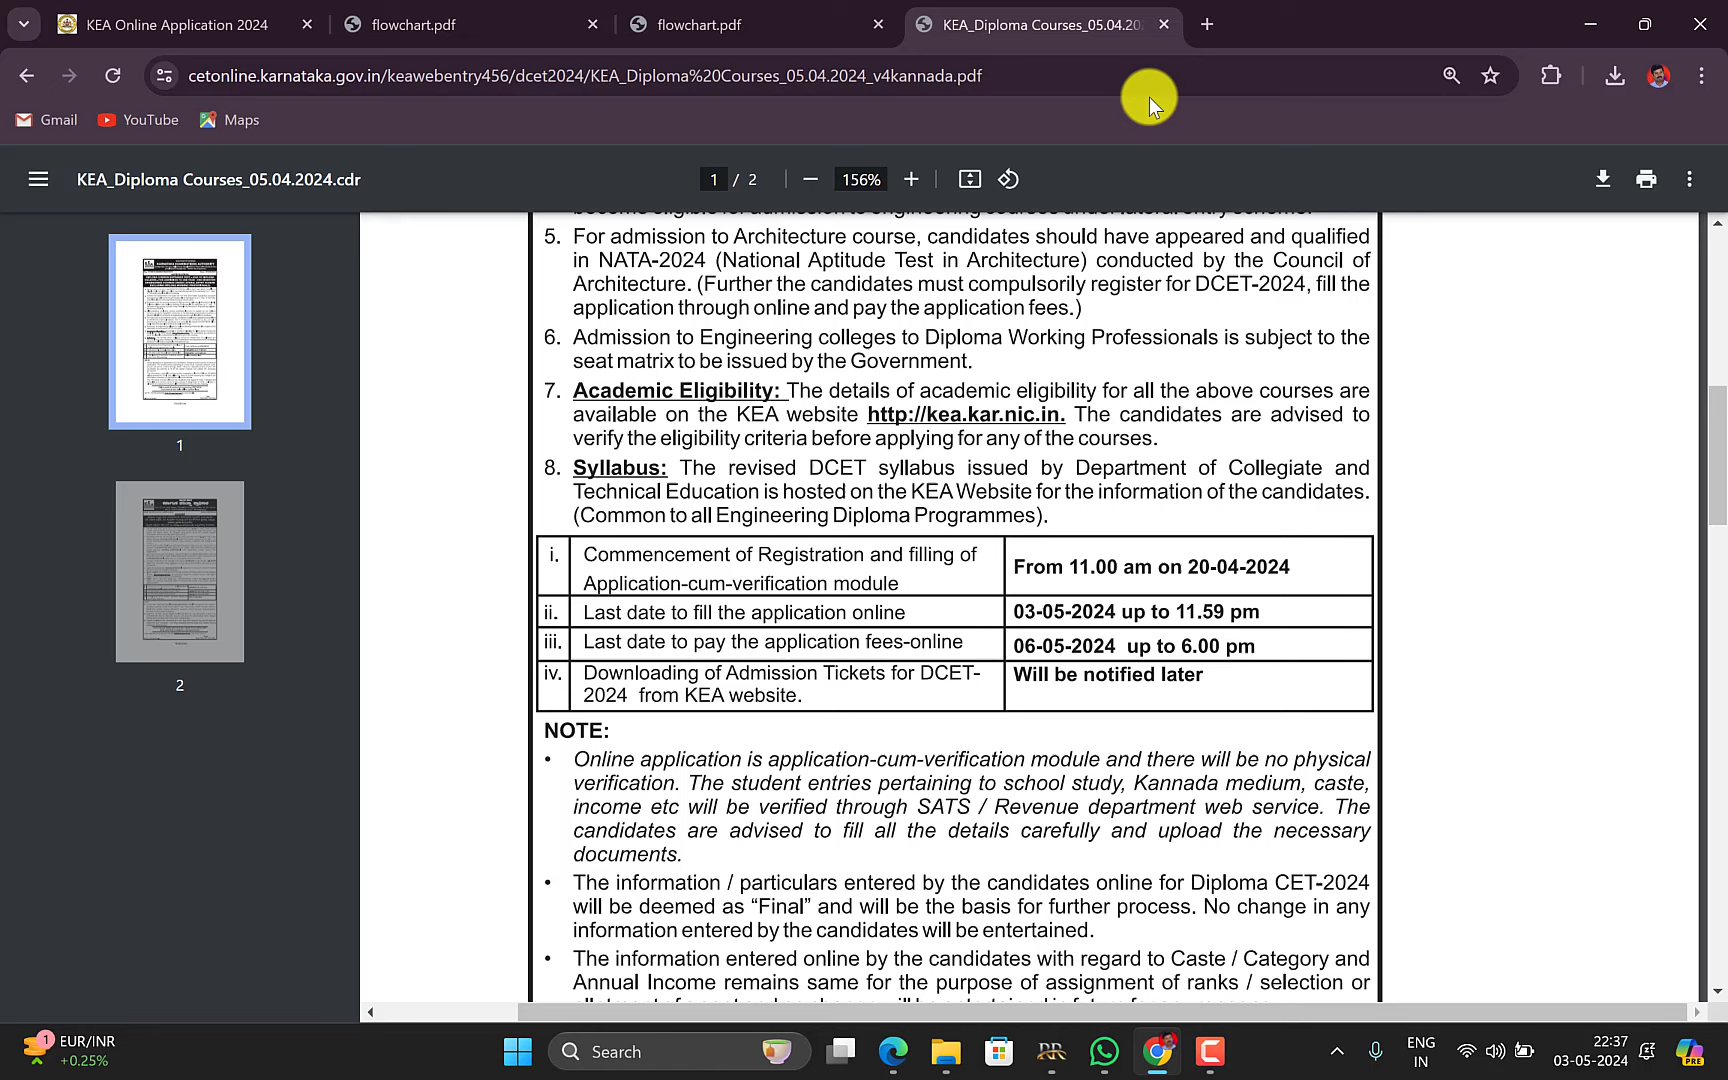 KEA Online Application 2024
flowchart.pdf
flowchart.pdf
KEA_Diploma Courses_05.04.202
cetonline.karnataka.gov.in/keawebentry456/dcet2024/KEA_Diploma%20Courses_05.04.2024_v4kannada.pdf
Gmail
YouTube
Maps
KEA_Diploma Courses_05.04.2024.cdr
1 / 2
156%
become eligible for admission to engineering courses under lateral entry scheme.
5. For admission to Architecture course, candidates should have appeared and qualified
in NATA-2024 (National Aptitude Test in Architecture) conducted by the Council of
Architecture. (Further the candidates must compulsorily register for DCET-2024, fill the
application through online and pay the application fees.)
6. Admission to Engineering colleges to Diploma Working Professionals is subject to the
seat matrix to be issued by the Government.
7. Academic Eligibility: The details of academic eligibility for all the above courses are
available on the KEA website http://kea.kar.nic.in. The candidates are advised to
verify the eligibility criteria before applying for any of the courses.
8. Syllabus: The revised DCET syllabus issued by Department of Collegiate and
Technical Education is hosted on the KEA Website for the information of the candidates.
(Common to all Engineering Diploma Programmes).
i. Commencement of Registration and filling of
Application-cum-verification module
From 11.00 am on 20-04-2024
ii. Last date to fill the application online
03-05-2024 up to 11.59 pm
iii. Last date to pay the application fees-online
06-05-2024 up to 6.00 pm
iv. Downloading of Admission Tickets for DCET-
2024 from KEA website.
Will be notified later
NOTE:
• Online application is application-cum-verification module and there will be no physical
verification. The student entries pertaining to school study, Kannada medium, caste,
income etc will be verified through SATS / Revenue department web service. The
candidates are advised to fill all the details carefully and upload the necessary
documents.
• The information / particulars entered by the candidates online for Diploma CET-2024
will be deemed as “Final” and will be the basis for further process. No change in any
information entered by the candidates will be entertained.
• The information entered online by the candidates with regard to Caste / Category and
Annual Income remains same for the purpose of assignment of ranks / selection or
1
2
1
EUR/INR
+0.25%
Search
RR
ENG
IN
22:37
03-05-2024
PRE